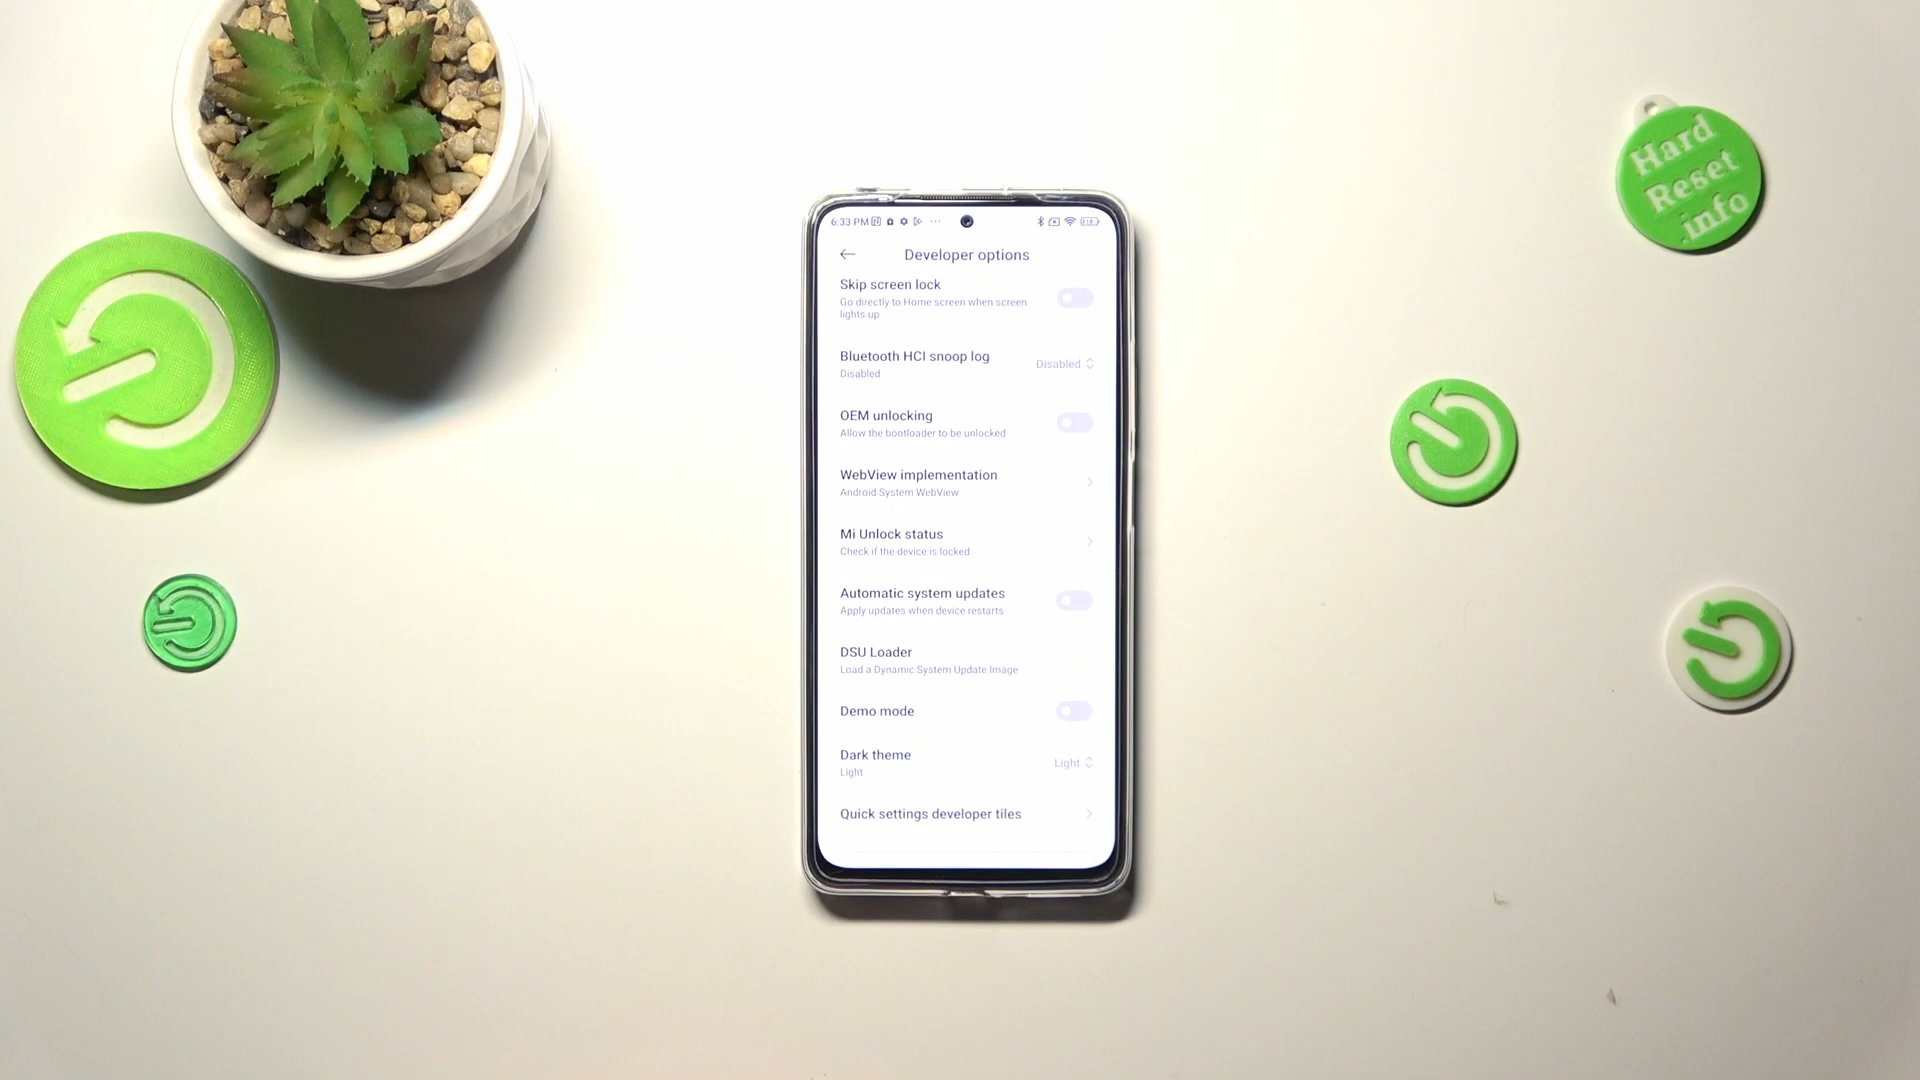 Hard
Reset
.info
6:33 PM
Developer options
Skip screen lock
Go directly to Home screen when screen
lights up
Bluetooth HCI snoop log
Disabled
Disabled
OEM unlocking
Allow the bootloader to be unlocked
WebView implementation
Android System WebView
Mi Unlock status
Check if the device is locked
Automatic system updates
Apply updates when device restarts
DSU Loader
Load a Dynamic System Update Image
Demo mode
Dark theme
Light
Light
Quick settings developer tiles